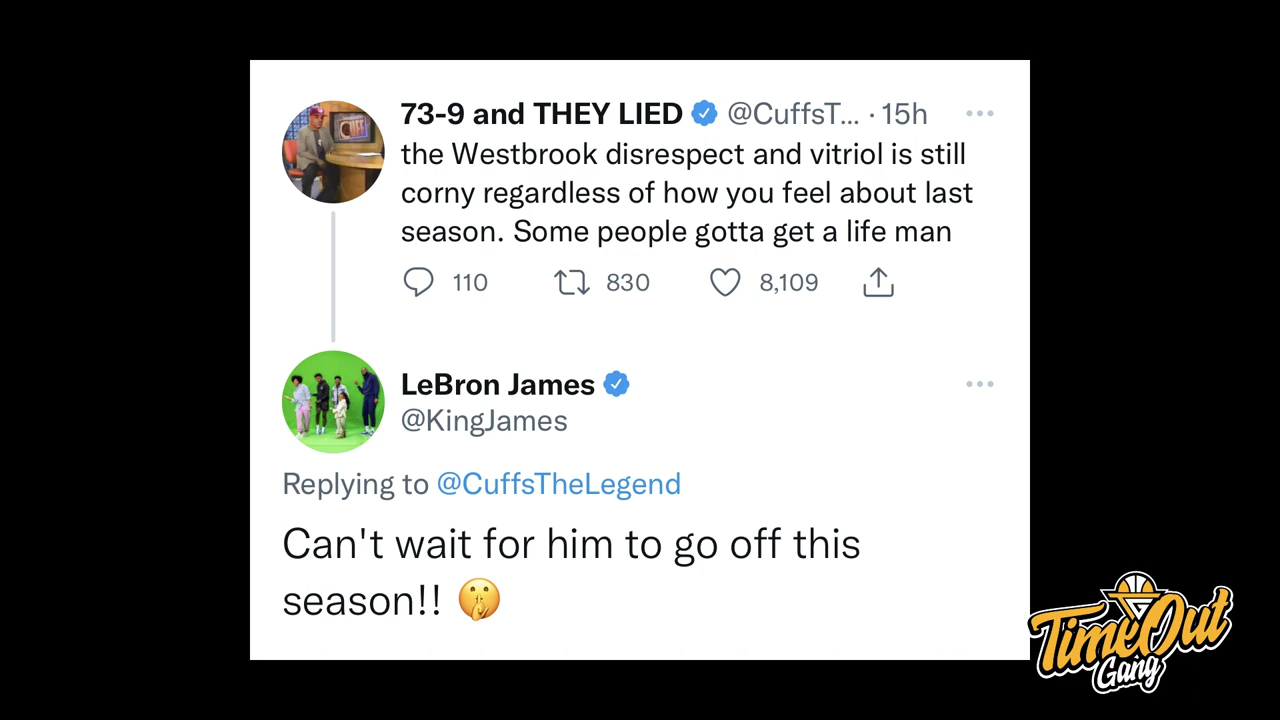 73-9 and THEY LIED @CuffsT... · 15h
the Westbrook disrespect and vitriol is still
corny regardless of how you feel about last
season. Some people gotta get a life man
110 830 8,109
LeBron James
@KingJames
Replying to @CuffsTheLegend
Can't wait for him to go off this
season!! 🤫
TimeOut
Gang